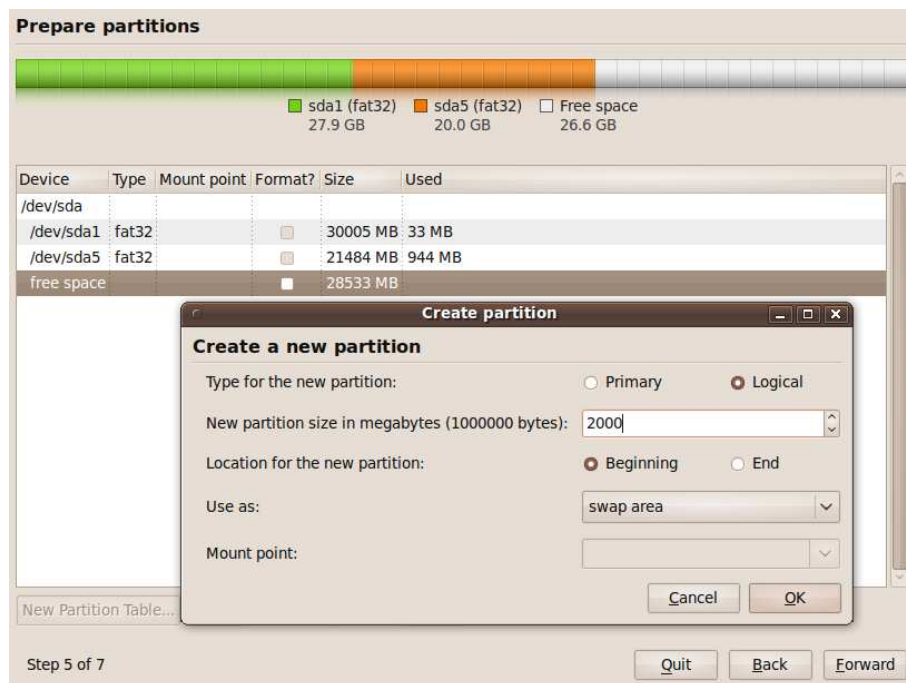 Prepare partitions
sda1 (fat32) sda5 (fat32) Free space
27.9 GB 20.0 GB 26.6 GB
Device Type Mount point Format? Size Used
/dev/sda
/dev/sda1 fat32 30005 MB 33 MB
/dev/sda5 fat32 21484 MB 944 MB
free space 28533 MB
Create partition
Create a new partition
Type for the new partition: Primary Logical
New partition size in megabytes (1000000 bytes): 2000
Location for the new partition: Beginning End
Use as: swap area
Mount point:
Cancel OK
New Partition Table...
Step 5 of 7 Quit Back Forward